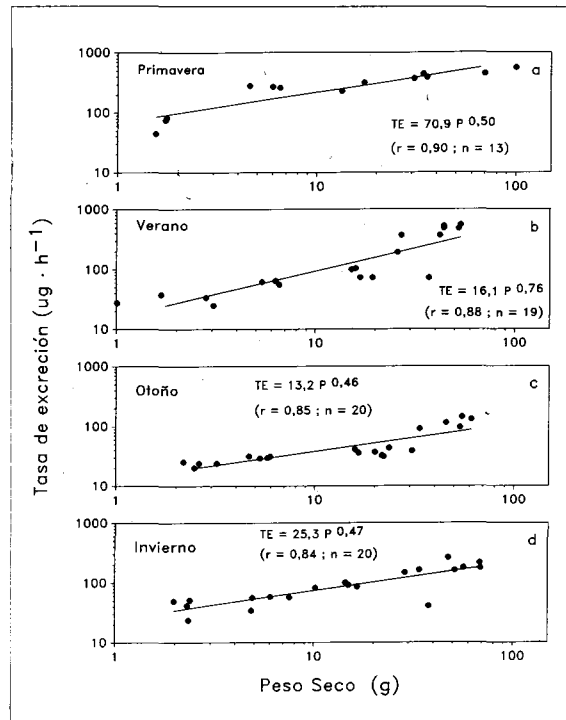 Tasa de excreción (ug · h⁻¹)
1000
100
10
Primavera
a
TE = 70,9 P 0,50
(r = 0,90 ; n = 13)
1
10
100
1000
100
10
Verano
b
TE = 16,1 P 0,76
(r = 0,88 ; n = 19)
1
10
100
1000
100
10
Otoño
c
TE = 13,2 P 0,46
(r = 0,85 ; n = 20)
1
10
100
1000
100
10
Invierno
d
TE = 25,3 P 0,47
(r = 0,84 ; n = 20)
1
10
100
Peso Seco (g)